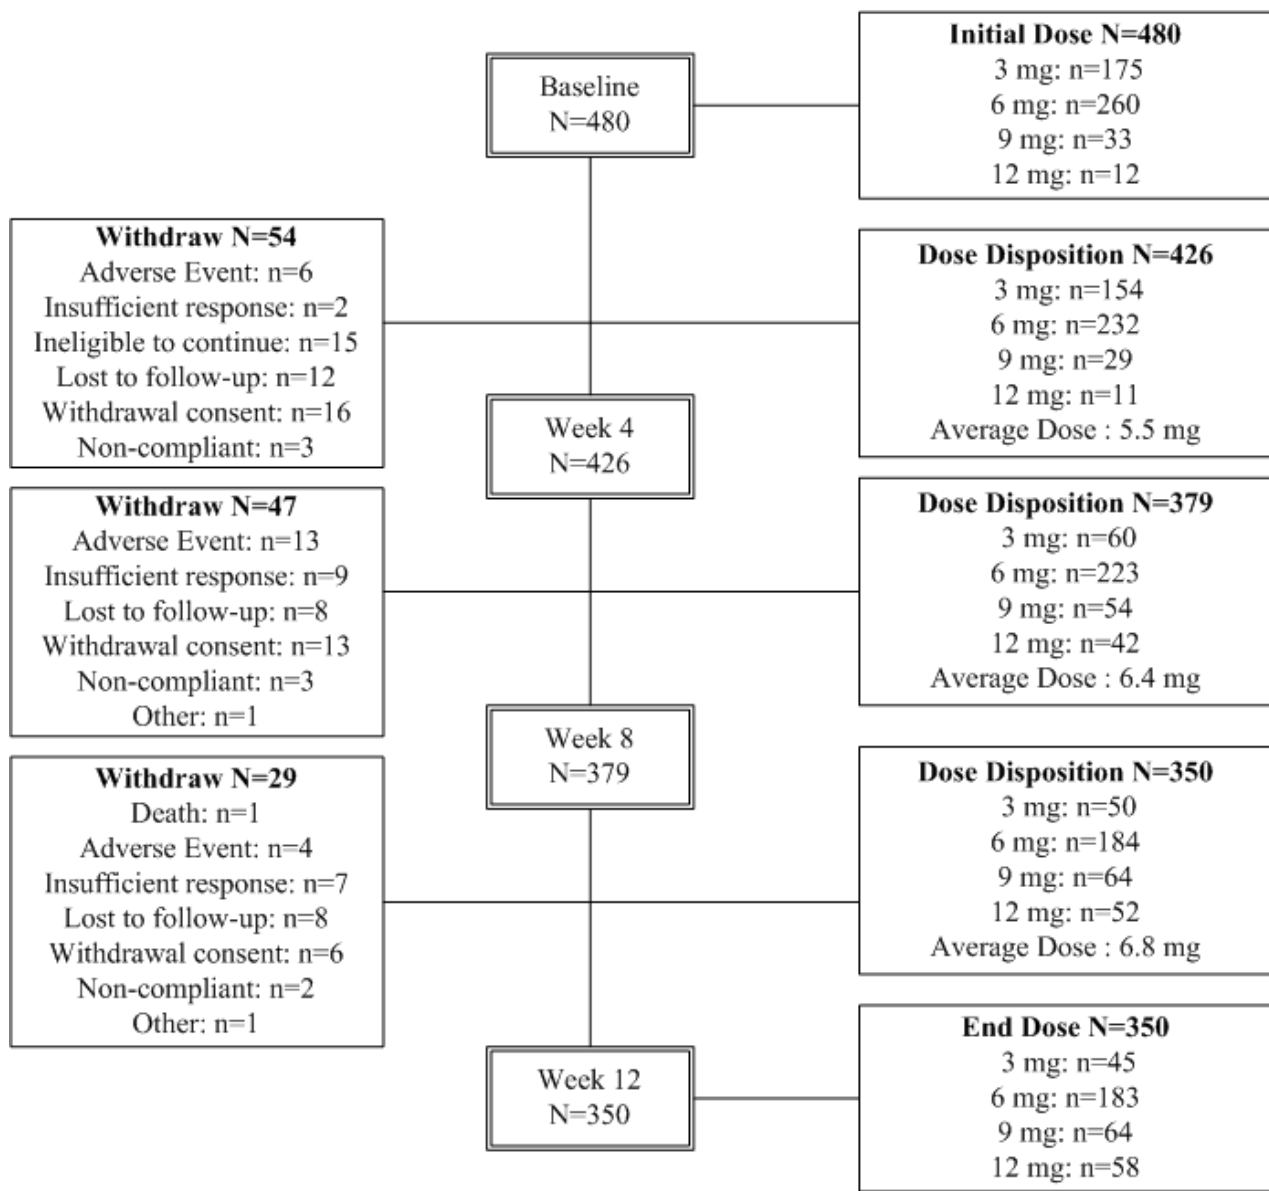 Baseline
N=480
Initial Dose N=480
3 mg: n=175
6 mg: n=260
9 mg: n=33
12 mg: n=12
Withdraw N=54
Adverse Event: n=6
Insufficient response: n=2
Ineligible to continue: n=15
Lost to follow-up: n=12
Withdrawal consent: n=16
Non-compliant: n=3
Dose Disposition N=426
3 mg: n=154
6 mg: n=232
9 mg: n=29
12 mg: n=11
Average Dose : 5.5 mg
Week 4
N=426
Withdraw N=47
Adverse Event: n=13
Insufficient response: n=9
Lost to follow-up: n=8
Withdrawal consent: n=13
Non-compliant: n=3
Other: n=1
Dose Disposition N=379
3 mg: n=60
6 mg: n=223
9 mg: n=54
12 mg: n=42
Average Dose : 6.4 mg
Week 8
N=379
Withdraw N=29
Death: n=1
Adverse Event: n=4
Insufficient response: n=7
Lost to follow-up: n=8
Withdrawal consent: n=6
Non-compliant: n=2
Other: n=1
Dose Disposition N=350
3 mg: n=50
6 mg: n=184
9 mg: n=64
12 mg: n=52
Average Dose : 6.8 mg
Week 12
N=350
End Dose N=350
3 mg: n=45
6 mg: n=183
9 mg: n=64
12 mg: n=58